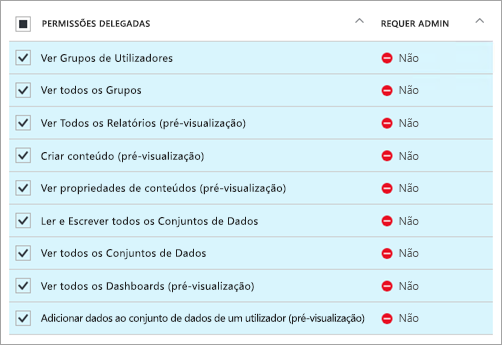 PERMISSÕES DELEGADAS REQUER ADMIN
Ver Grupos de Utilizadores Não
Ver todos os Grupos Não
Ver Todos os Relatórios (pré-visualização) Não
Criar conteúdo (pré-visualização) Não
Ver propriedades de conteúdos (pré-visualização) Não
Ler e Escrever todos os Conjuntos de Dados Não
Ver todos os Conjuntos de Dados Não
Ver todos os Dashboards (pré-visualização) Não
Adicionar dados ao conjunto de dados de um utilizador (pré-visualização) Não